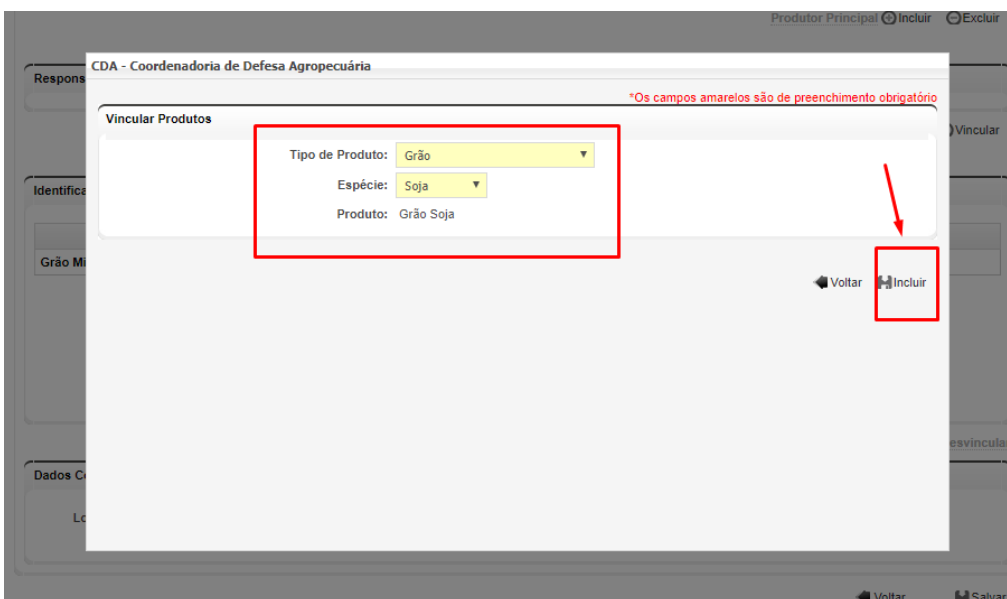 Produtor Principal Incluir Excluir
CDA - Coordenadoria de Defesa Agropecuária
Respons
*Os campos amarelos são de preenchimento obrigatório
Vincular Produtos
Vincular
Tipo de Produto: Grão
Espécie: Soja
Identifica
Produto: Grão Soja
Grão Mi
Voltar Incluir
esvincula
Dados C
Lo
Voltar Salvar